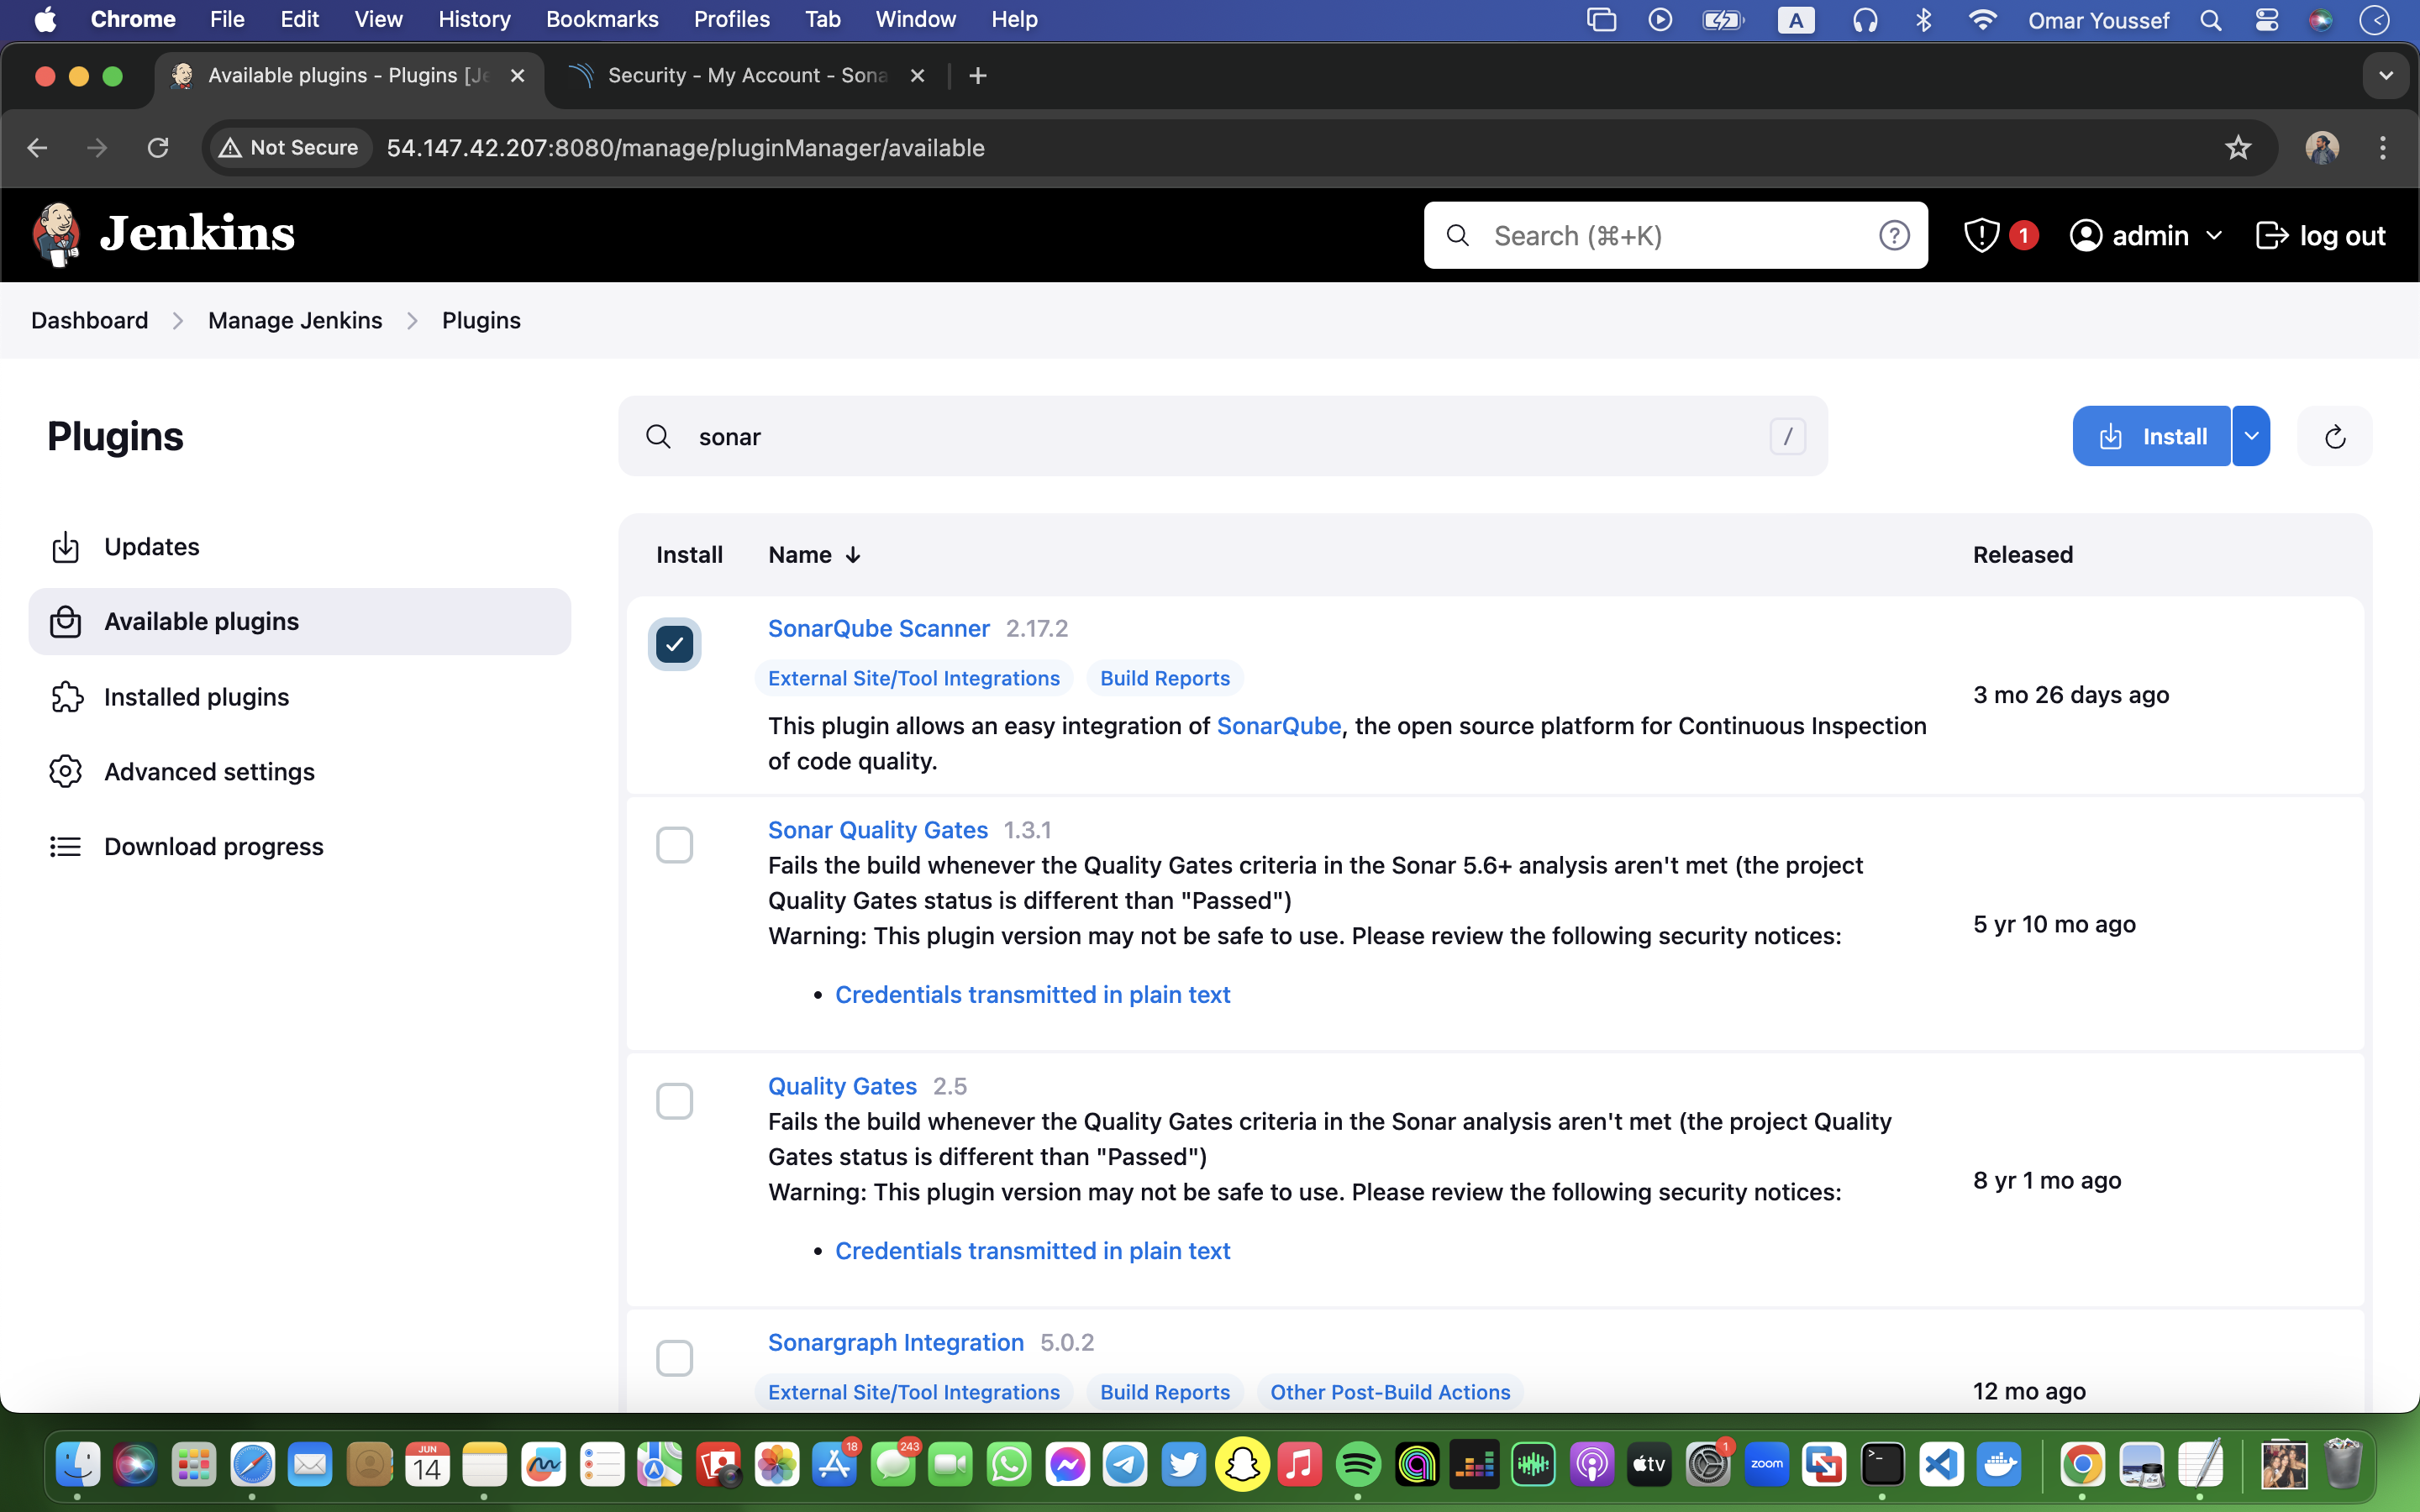 Chrome File Edit View History Bookmarks Profiles Tab Window Help A Omar Youssef
Available plugins - Plugins [Je Security - My Account - Sona
Not Secure 54.147.42.207:8080/manage/pluginManager/available
Jenkins Search (⌘+K) ? 1 admin log out
Dashboard Manage Jenkins Plugins
Plugins
Updates
Available plugins
Installed plugins
Advanced settings
Download progress
sonar / Install
Install Name ↓ Released
SonarQube Scanner 2.17.2
External Site/Tool Integrations Build Reports
This plugin allows an easy integration of SonarQube, the open source platform for Continuous Inspection
of code quality.
3 mo 26 days ago
Sonar Quality Gates 1.3.1
Fails the build whenever the Quality Gates criteria in the Sonar 5.6+ analysis aren't met (the project
Quality Gates status is different than "Passed")
Warning: This plugin version may not be safe to use. Please review the following security notices:
• Credentials transmitted in plain text
5 yr 10 mo ago
Quality Gates 2.5
Fails the build whenever the Quality Gates criteria in the Sonar analysis aren't met (the project Quality
Gates status is different than "Passed")
Warning: This plugin version may not be safe to use. Please review the following security notices:
• Credentials transmitted in plain text
8 yr 1 mo ago
Sonargraph Integration 5.0.2
External Site/Tool Integrations Build Reports Other Post-Build Actions
12 mo ago
JUN
14
18
243
tv
1
zoom